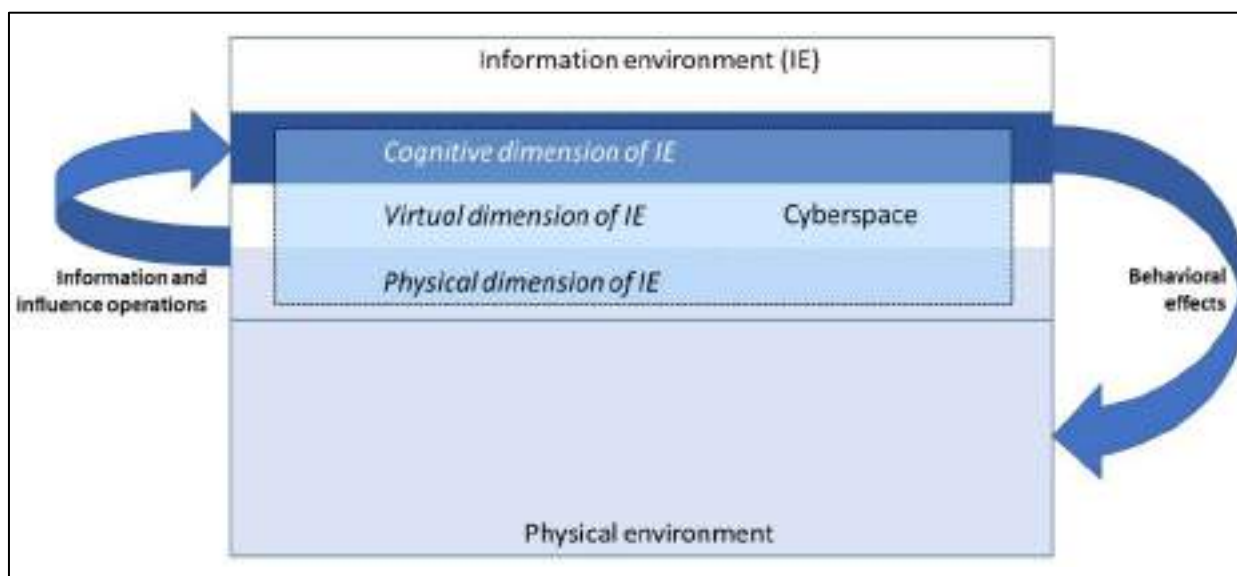 Information environment (IE)
Cognitive dimension of IE
Virtual dimension of IE
Cyberspace
Physical dimension of IE
Information and
influence operations
Behavioral
effects
Physical environment